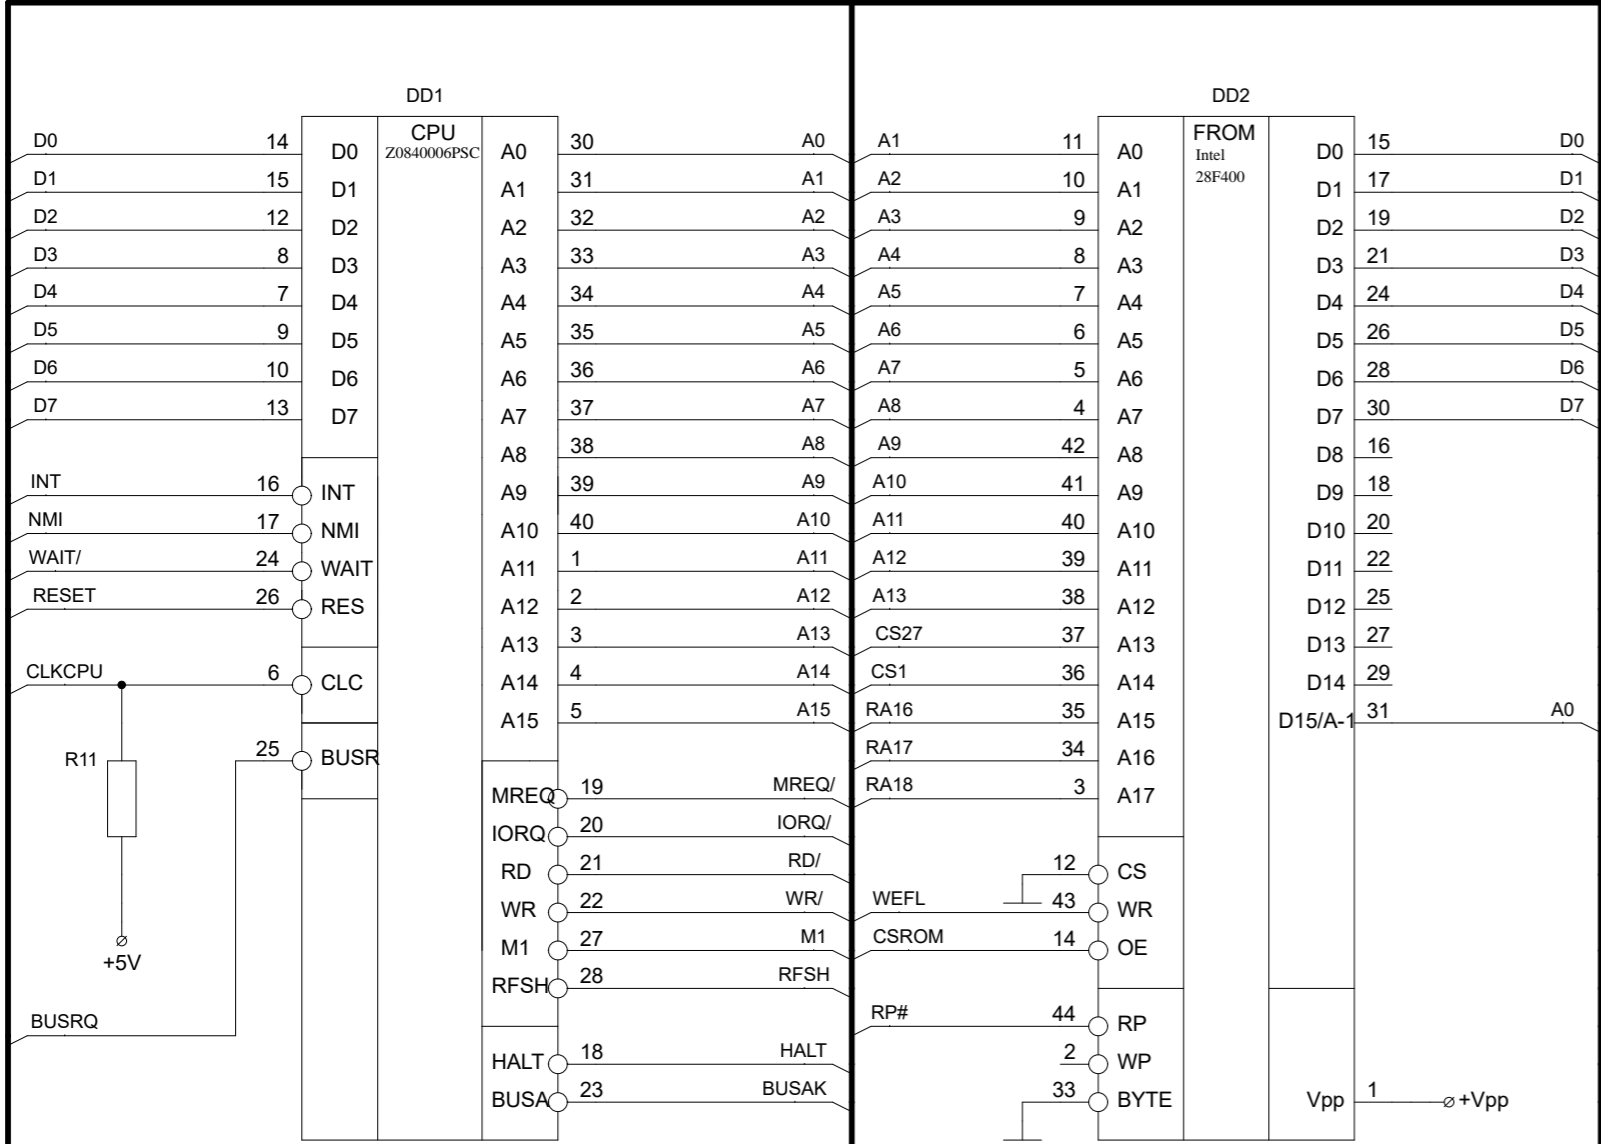 DD1 DD2
D0 14 D0 CPU A0 30 A0 A1 11 A0 FROM D0 15 D0
Z0840006PSC Intel
D1 15 D1 A1 31 A1 A2 10 A1 28F400 D1 17 D1
D2 12 D2 A2 32 A2 A3 9 A2 D2 19 D2
D3 8 D3 A3 33 A3 A4 8 A3 D3 21 D3
D4 7 D4 A4 34 A4 A5 7 A4 D4 24 D4
D5 9 D5 A5 35 A5 A6 6 A5 D5 26 D5
D6 10 D6 A6 36 A6 A7 5 A6 D6 28 D6
D7 13 D7 A7 37 A7 A8 4 A7 D7 30 D7
A8 38 A8 A9 42 A8 D8 16
INT 16 INT A9 39 A9 A10 41 A9 D9 18
NMI 17 NMI A10 40 A10 A11 40 A10 D10 20
WAIT/ 24 WAIT A11 1 A11 A12 39 A11 D11 22
RESET 26 RES A12 2 A12 A13 38 A12 D12 25
A13 3 A13 CS27 37 A13 D13 27
CLKCPU 6 CLC A14 4 A14 CS1 36 A14 D14 29
A15 5 A15 RA16 35 A15 D15/A-1 31 A0
R11 25 BUSR RA17 34 A16
MREQ 19 MREQ/ RA18 3 A17
IORQ 20 IORQ/
RD 21 RD/ 12 CS
WR 22 WR/ WEFL 43 WR
+5V M1 27 M1 CSROM 14 OE
RFSH 28 RFSH
BUSRQ RP# 44 RP
HALT 18 HALT 2 WP
BUSA 23 BUSAK 33 BYTE Vpp 1 +Vpp